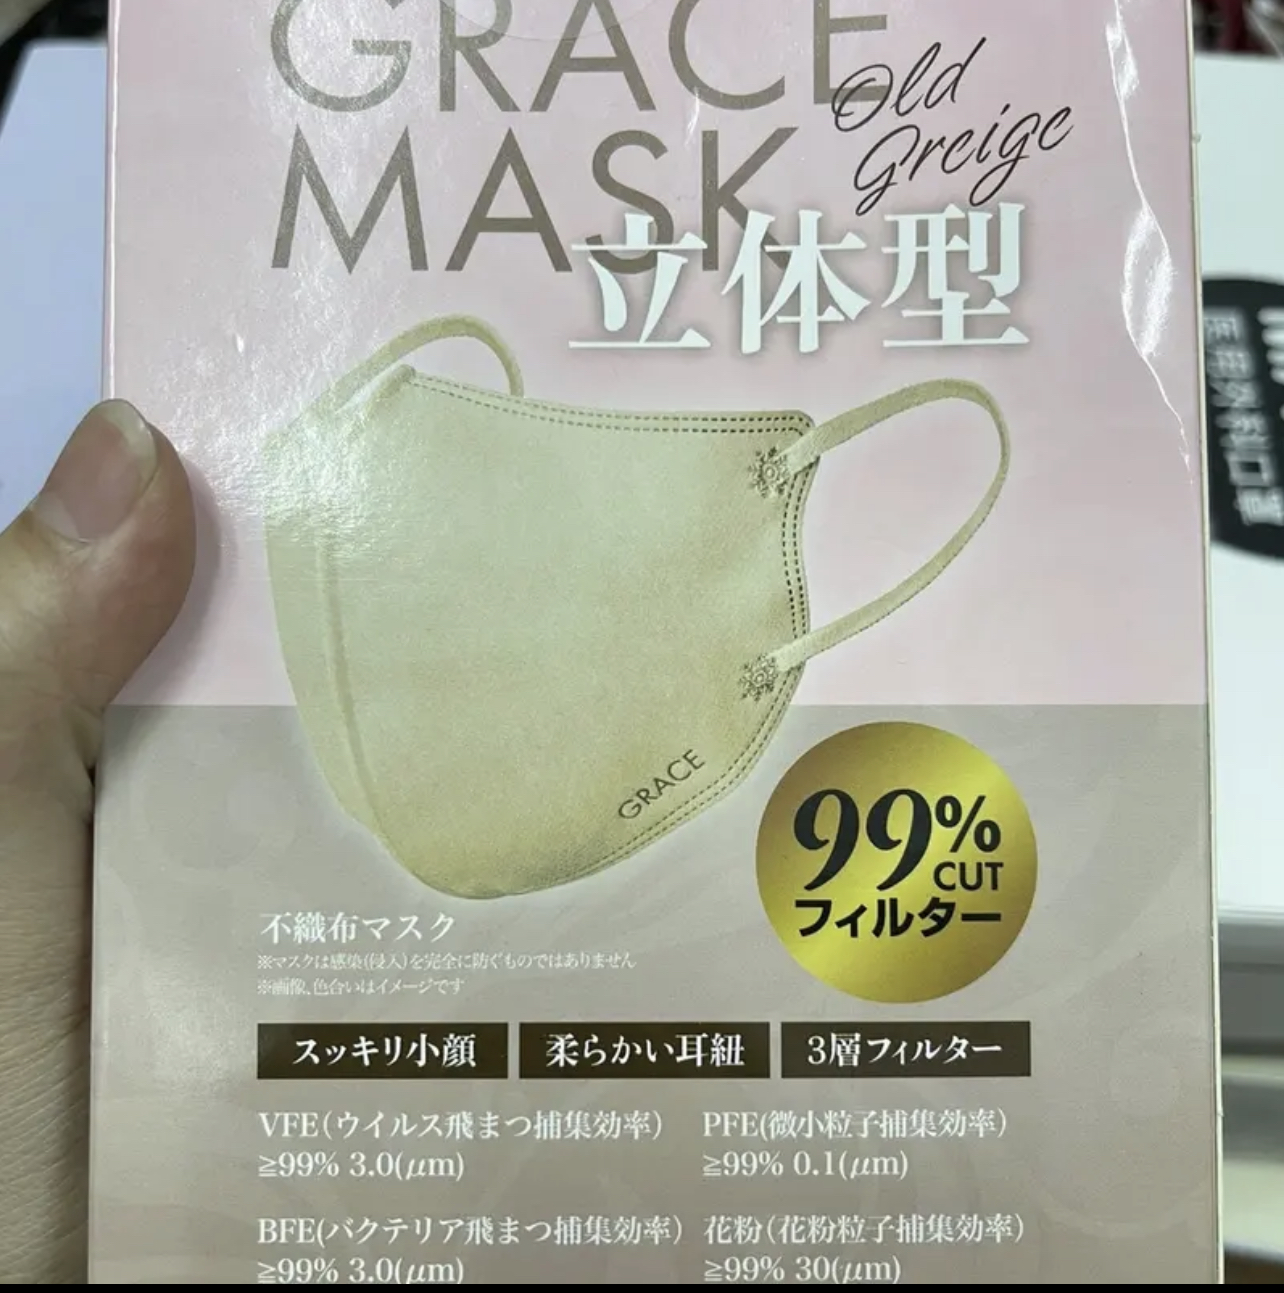 GRACE
MASK
Old
Greige
立体型
GRACE
99%
CUT
フィルター
不織布マスク
※マスクは感染(侵入)を完全に防ぐものではありません
※画像、色合いはイメージです
スッキリ小顔
柔らかい耳紐
3層フィルター
VFE(ウイルス飛まつ捕集効率)
≧99% 3.0(μm)
PFE(微小粒子捕集効率)
≧99% 0.1(μm)
BFE(バクテリア飛まつ捕集効率)
≧99% 3.0(μm)
花粉(花粉粒子捕集効率)
≧99% 30(μm)
外科口罩